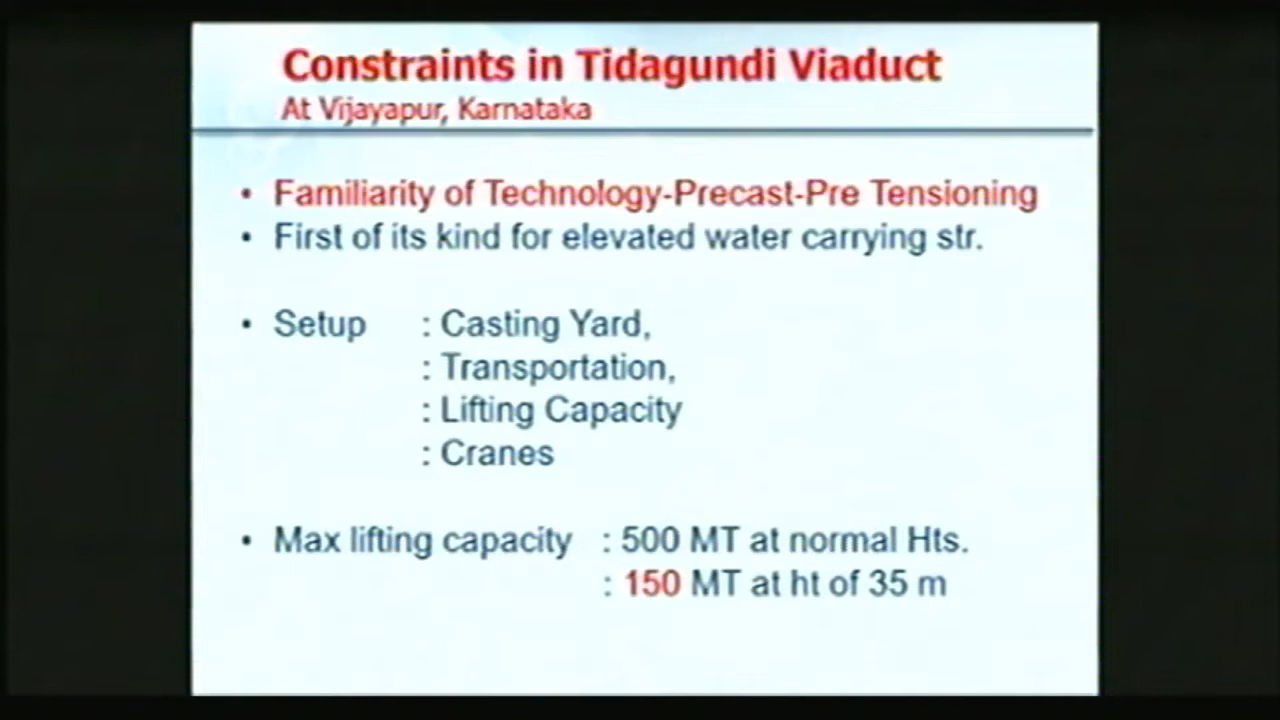 Constraints in Tidagundi Viaduct
At Vijayapur, Karnataka
• Familiarity of Technology-Precast-Pre Tensioning
• First of its kind for elevated water carrying str.
• Setup : Casting Yard,
: Transportation,
: Lifting Capacity
: Cranes
• Max lifting capacity : 500 MT at normal Hts.
: 150 MT at ht of 35 m